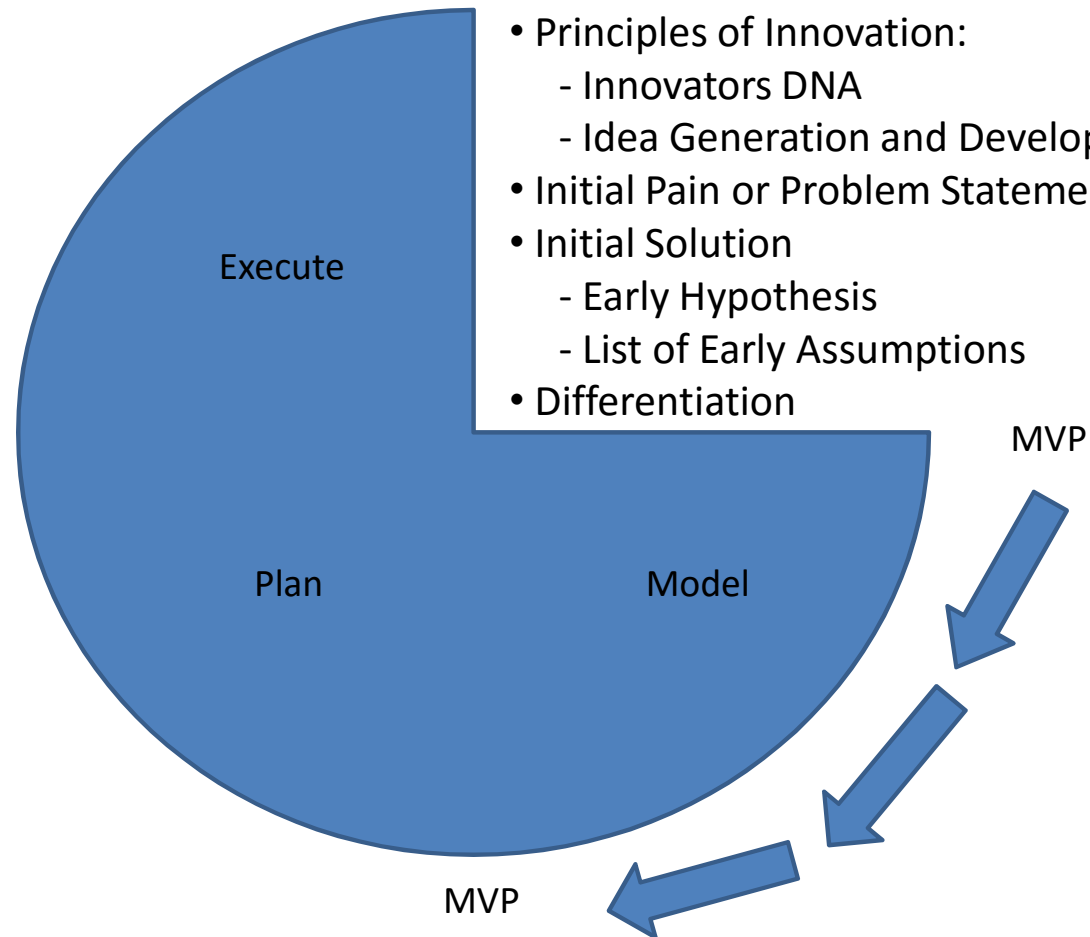 • Principles of Innovation:
- Innovators DNA
- Idea Generation and Develop
• Initial Pain or Problem Stateme
• Initial Solution
- Early Hypothesis
- List of Early Assumptions
• Differentiation
Execute
MVP
Plan
Model
MVP